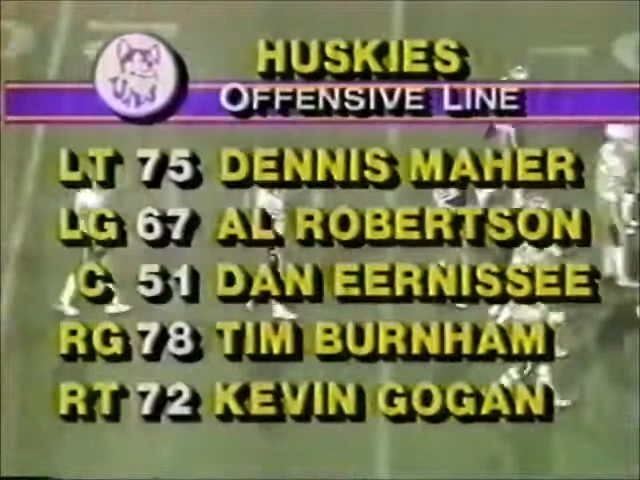 HUSKIES
OFFENSIVE LINE
LT 75 DENNIS MAHER
LG 67 AL ROBERTSON
C 51 DAN EERNISSEE
RG 78 TIM BURNHAM
RT 72 KEVIN GOGAN